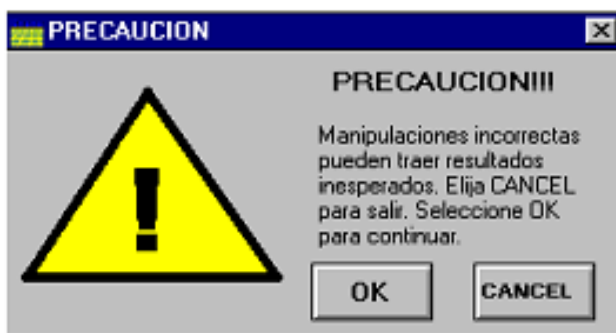 PRECAUCION
PRECAUCION!!!
Manipulaciones incorrectas
pueden traer resultados
inesperados. Elija CANCEL
para salir. Seleccione OK
para continuar.
OK
CANCEL